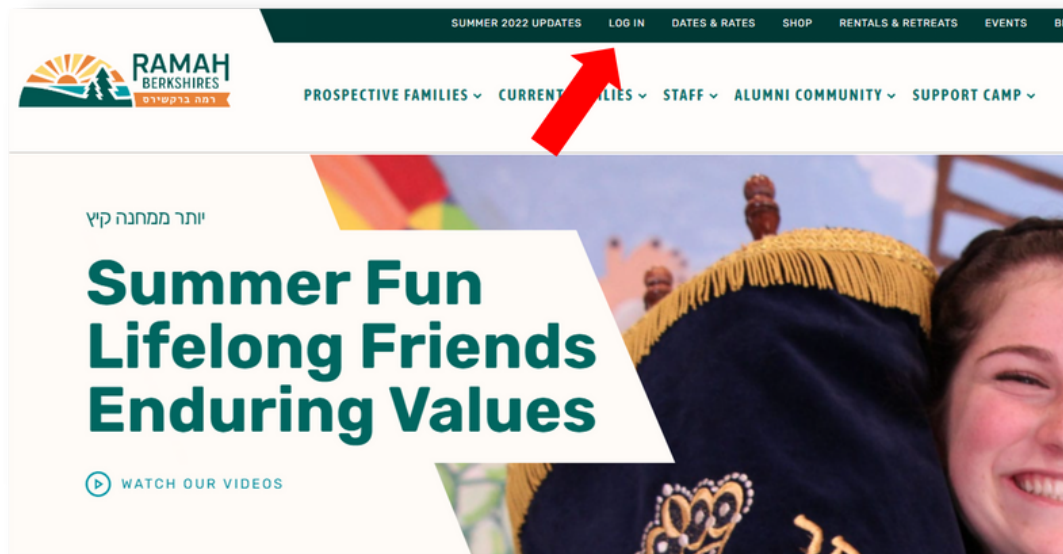 SUMMER 2022 UPDATES LOG IN DATES & RATES SHOP RENTALS & RETREATS EVENTS
RAMAH
BERKSHIRES
רמה ברקשירס
PROSPECTIVE FAMILIES CURRENT STAFF ALUMNI COMMUNITY SUPPORT CAMP
יותר ממחנה קיץ
Summer Fun
Lifelong Friends
Enduring Values
WATCH OUR VIDEOS